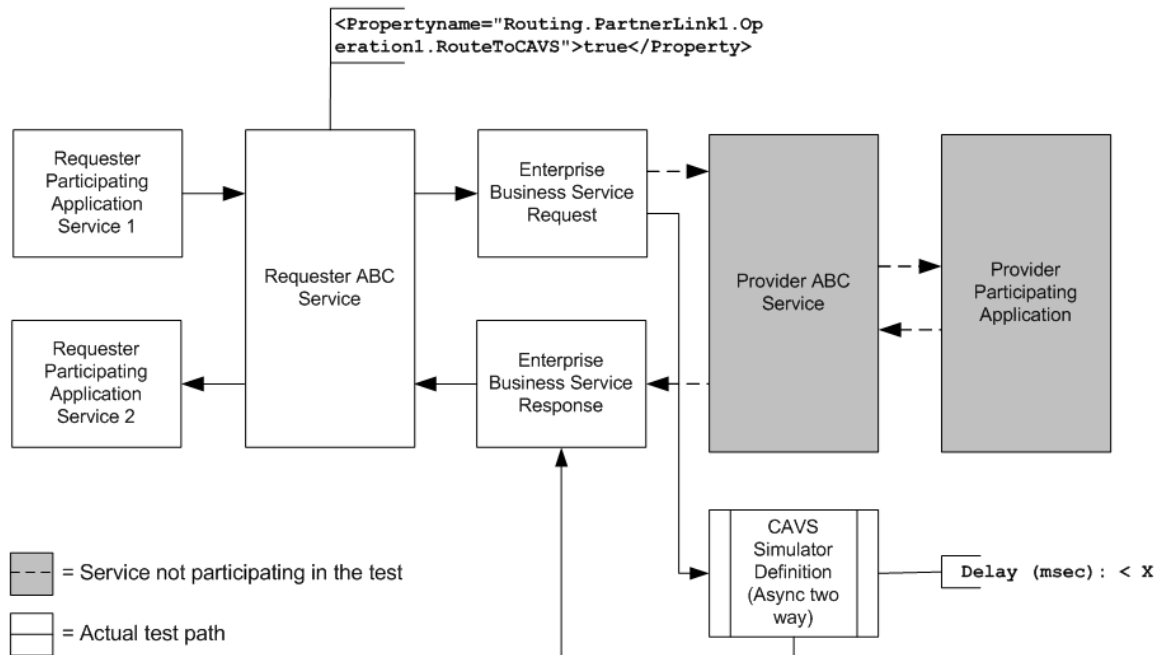 <Propertyname="Routing.PartnerLink1.Op
eration1.RouteToCAVS">true</Property>
Requester
Participating
Application
Service 1
Requester ABC
Service
Enterprise
Business Service
Request
Provider ABC
Service
Provider
Participating
Application
Requester
Participating
Application
Service 2
Enterprise
Business Service
Response
CAVS
Simulator
Definition
(Async two
way)
Delay (msec): < X
= Service not participating in the test
= Actual test path